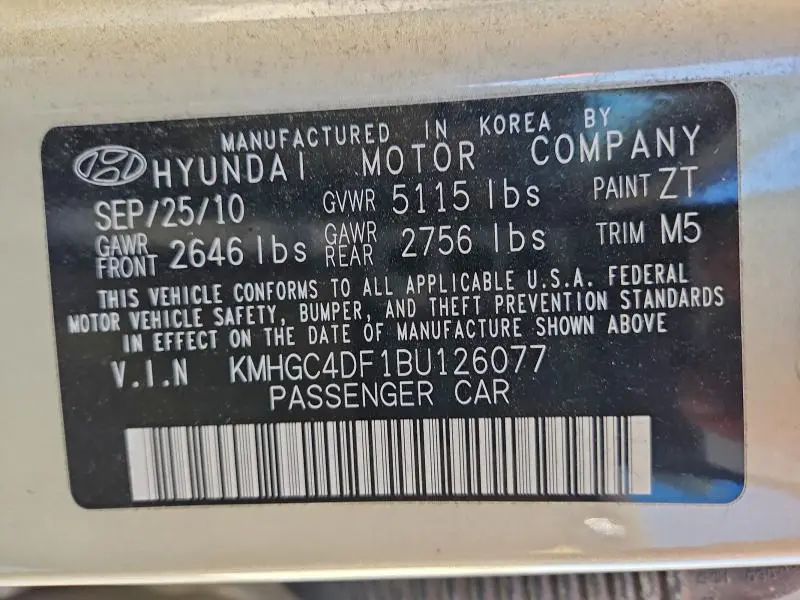 MANUFACTURED IN KOREA BY
HYUNDAI MOTOR COMPANY
SEP/25/10 GVWR 5115 lbs PAINT ZT
GAWR FRONT 2646 lbs GAWR REAR 2756 lbs TRIM M5
THIS VEHICLE CONFORMS TO ALL APPLICABLE U.S.A. FEDERAL
MOTOR VEHICLE SAFETY, BUMPER, AND THEFT PREVENTION STANDARDS
IN EFFECT ON THE DATE OF MANUFACTURE SHOWN ABOVE
V.I.N KMHGC4DF1BU126077
PASSENGER CAR